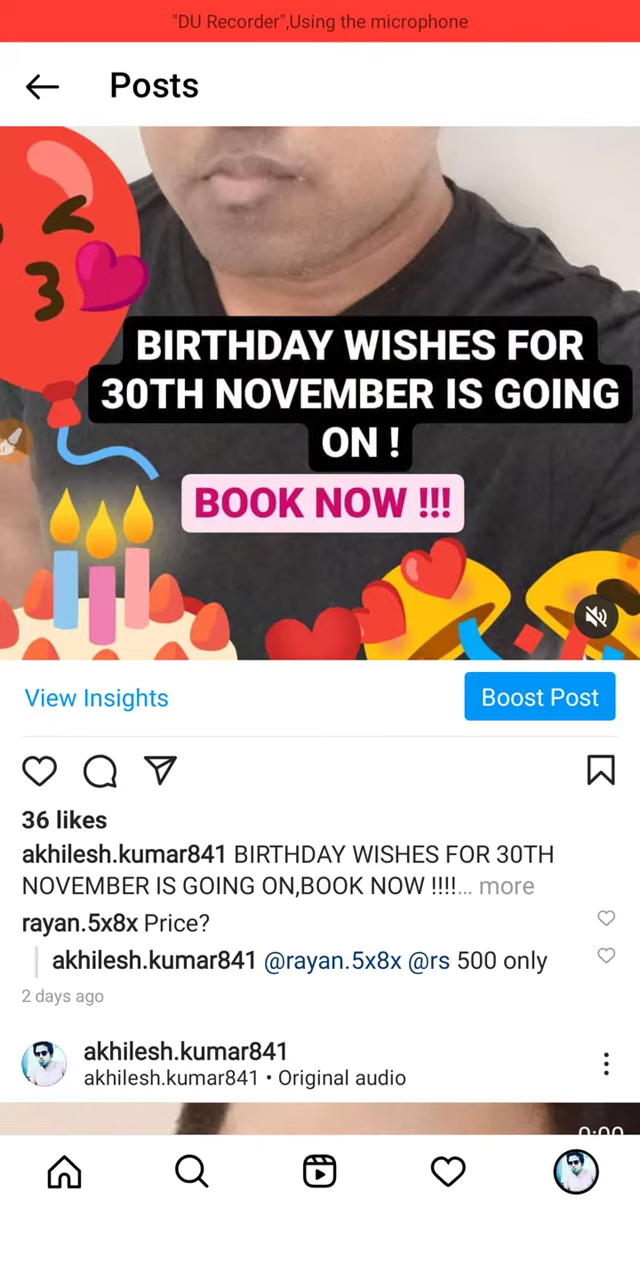 "DU Recorder",Using the microphone
Posts
BIRTHDAY WISHES FOR
30TH NOVEMBER IS GOING
ON !
BOOK NOW !!!
View Insights
Boost Post
36 likes
akhilesh.kumar841 BIRTHDAY WISHES FOR 30TH
NOVEMBER IS GOING ON,BOOK NOW !!!!... more
rayan.5x8x Price?
akhilesh.kumar841 @rayan.5x8x @rs 500 only
2 days ago
akhilesh.kumar841
akhilesh.kumar841 • Original audio